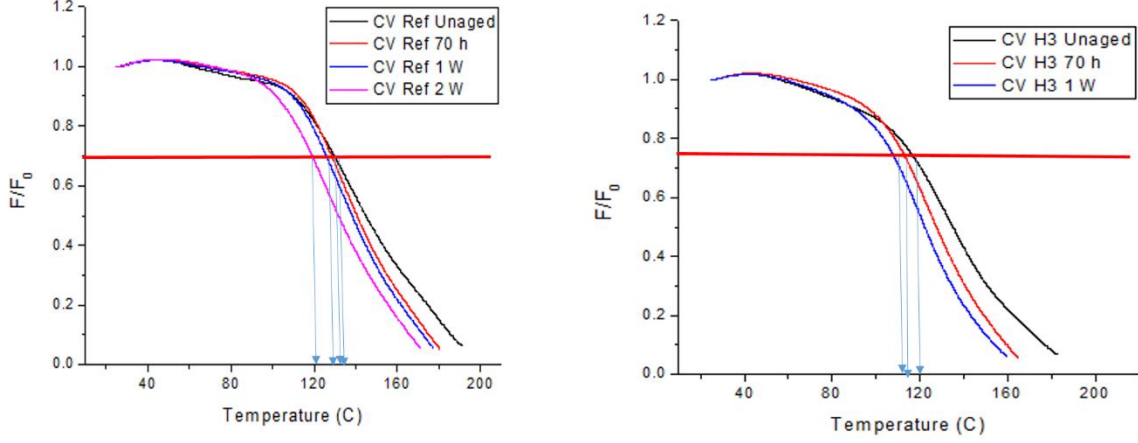 1.2
1.0
0.8
0.6
0.4
0.2
0.0
F/F0
CV Ref Unaged
CV Ref 70 h
CV Ref 1 W
CV Ref 2 W
40 80 120 160 200
Temperature (C)
1.2
1.0
0.8
0.6
0.4
0.2
0.0
F/F0
CV H3 Unaged
CV H3 70 h
CV H3 1 W
40 80 120 160 200
Temperature (C)